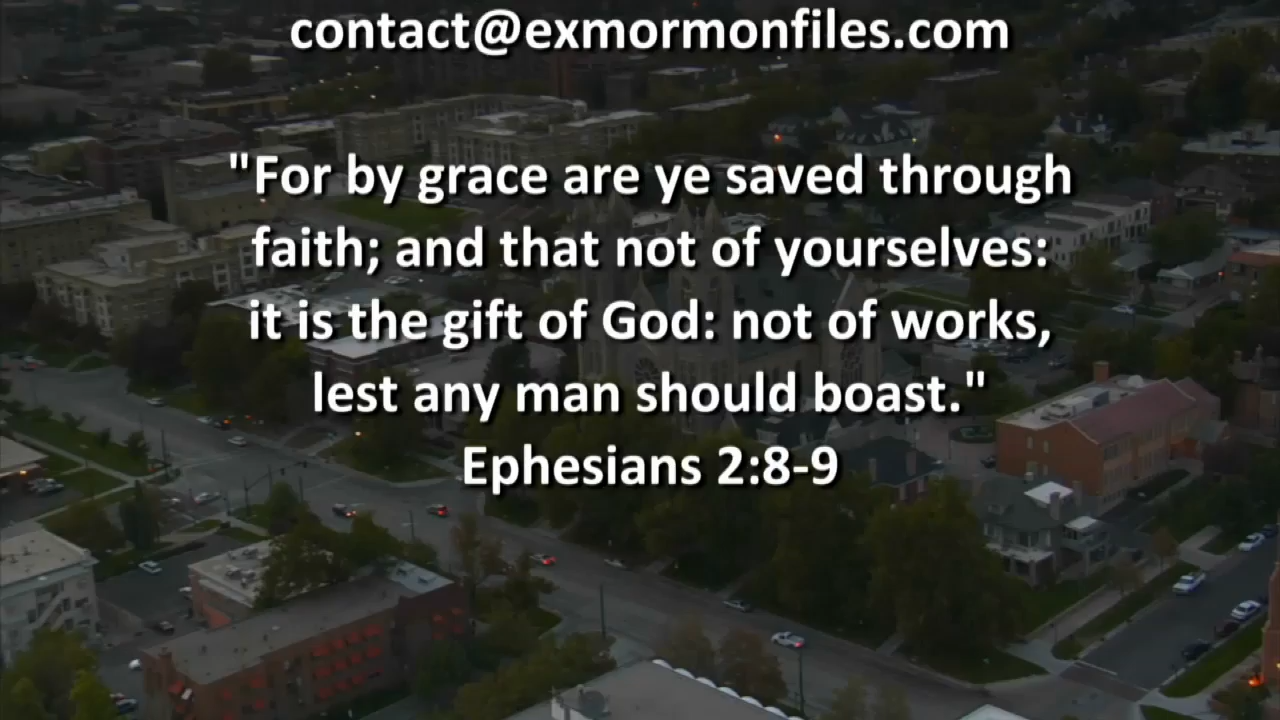 contact@exmormonfiles.com
"For by grace are ye saved through
faith; and that not of yourselves:
it is the gift of God: not of works,
lest any man should boast."
Ephesians 2:8-9